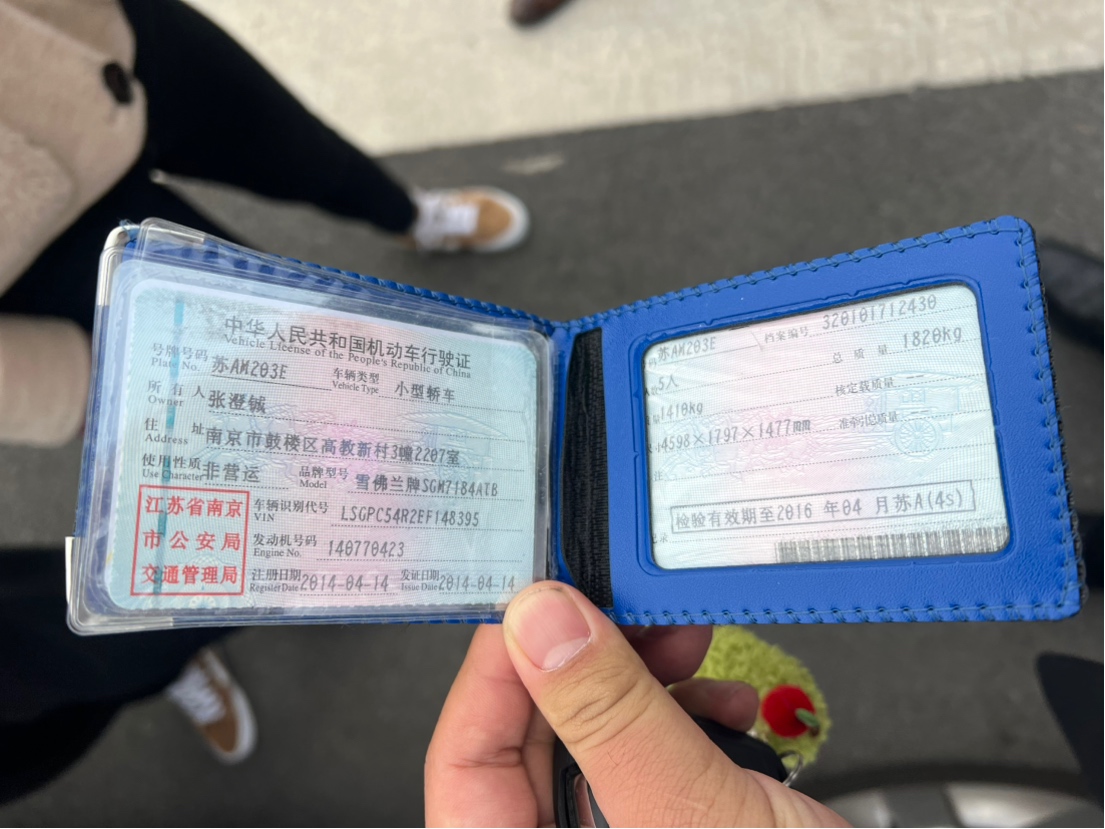 中华人民共和国机动车行驶证
Vehicle License of the People's Republic of China
号牌号码 苏AM203E 车辆类型 小型轿车
Plate No. Vehicle Type
所有人 张澄铖
Owner
住址 南京市鼓楼区高教新村3幢2207室
Address
使用性质 非营运 品牌型号 雪佛兰牌SGM7184ATB
Use Character Model
江苏省南京
市公安局
交通管理局
车辆识别代号 LSGPC54R2EF148395
VIN
发动机号码 140770423
Engine No.
注册日期 2014-04-14 发证日期 2014-04-14
Register Date Issue Date
苏AM203E 档案编号 320101712430
5人 总质量 1820kg
1410kg 核定载质量 --
4598×1797×1477 准牵引总质量 --
检验有效期至2016年04月苏A(4s)